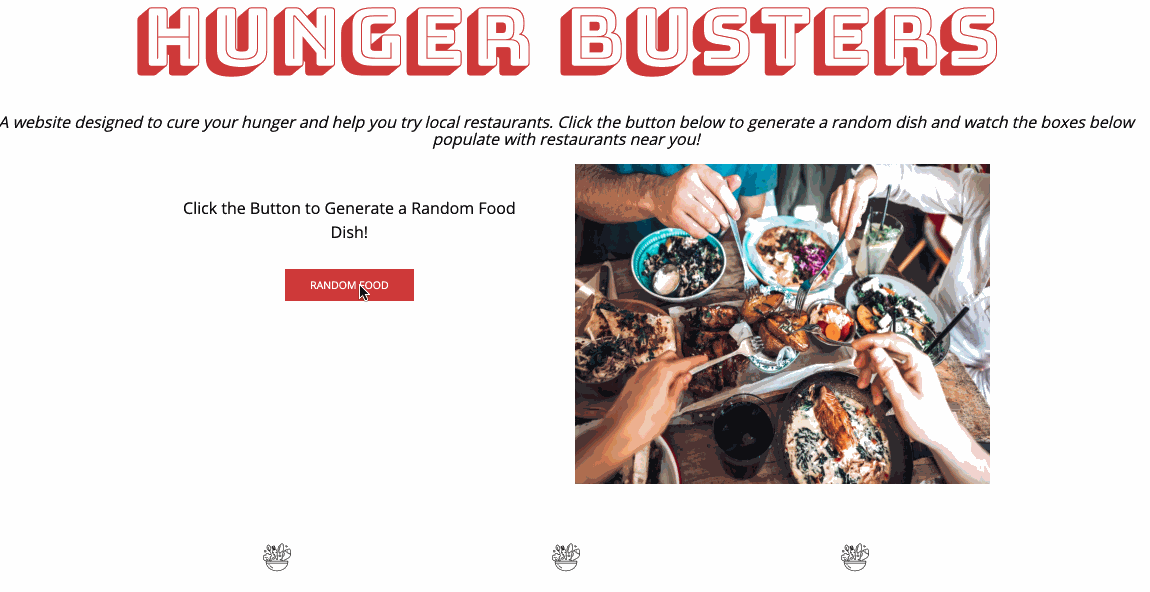 HUNGER BUSTERS
A website designed to cure your hunger and help you try local restaurants. Click the button below to generate a random dish and watch the boxes below
populate with restaurants near you!
Click the Button to Generate a Random Food
Dish!
RANDOM FOOD